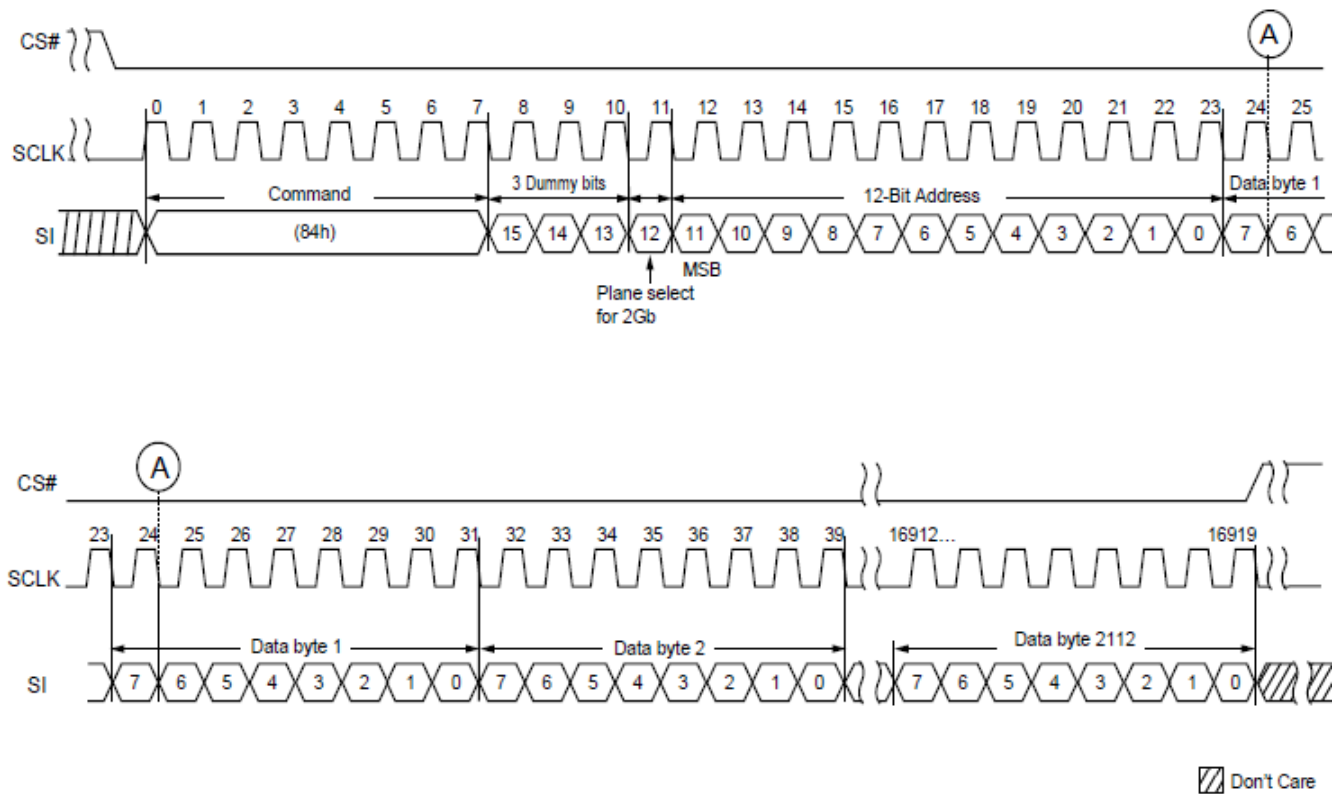 CS#
A
0 1 2 3 4 5 6 7 8 9 10 11 12 13 14 15 16 17 18 19 20 21 22 23 24 25
SCLK
Command 3 Dummy bits 12-Bit Address Data byte 1
SI (84h) 15 14 13 12 11 10 9 8 7 6 5 4 3 2 1 0 7 6
MSB
Plane select
for 2Gb
A
CS#
23 24 25 26 27 28 29 30 31 32 33 34 35 36 37 38 39 16912... 16919
SCLK
Data byte 1 Data byte 2 Data byte 2112
SI 7 6 5 4 3 2 1 0 7 6 5 4 3 2 1 0 7 6 5 4 3 2 1 0
Don't Care